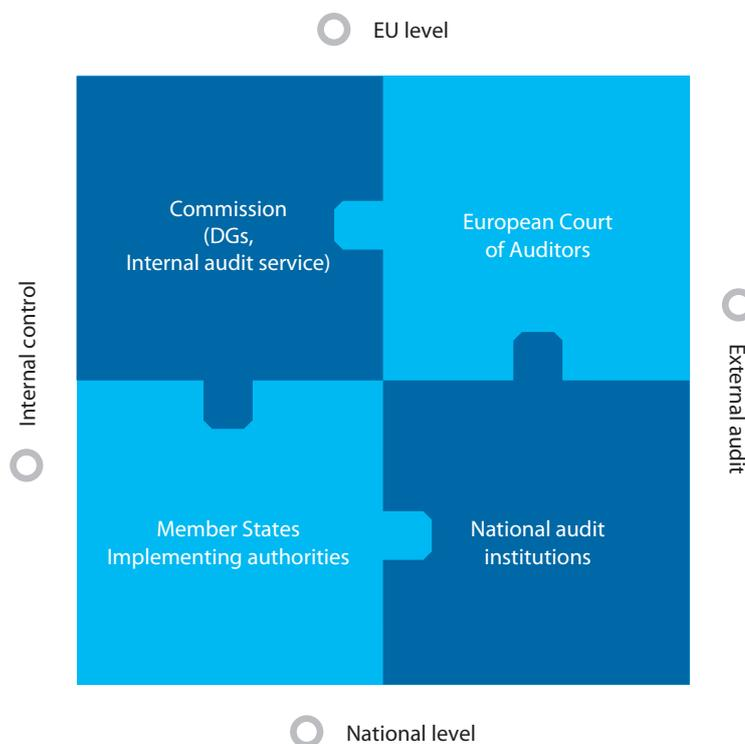 EU level
Commission
(DGs,
Internal audit service)
European Court
of Auditors
Internal control
External audit
Member States
Implementing authorities
National audit
institutions
National level